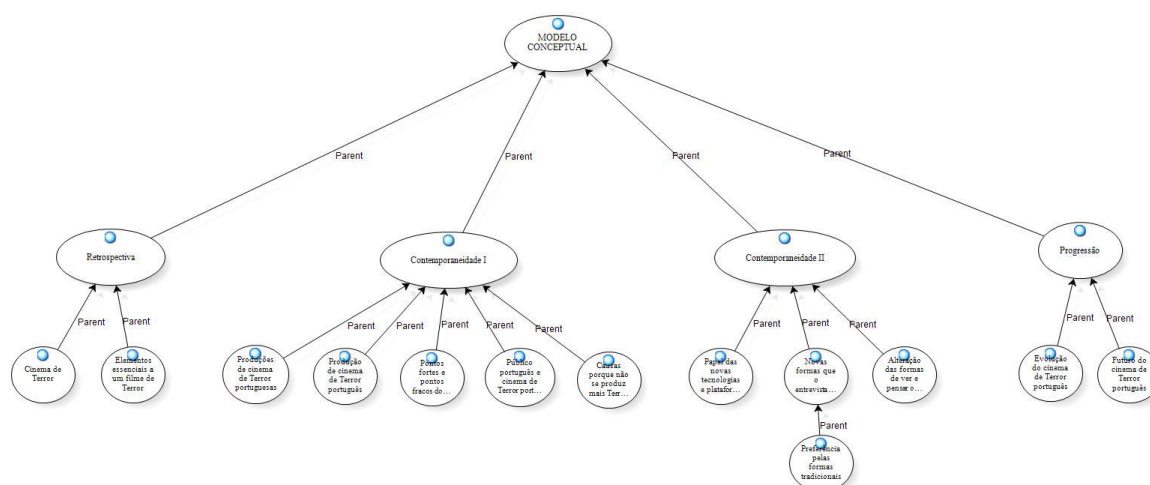 MODELO
CONCEPTUAL
Parent
Parent
Parent
Parent
Retrospectiva
Contemporaneidade I
Contemporaneidade II
Progressão
Parent
Parent
Parent
Parent
Parent
Parent
Parent
Parent
Parent
Parent
Parent
Parent
Cinema de
Terror
Elementos
essenciais a
um filme de
Terror
Produções
de cinema
de Terror
portuguesas
Produção
de cinema
de Terror
português
Pontos
fortes e
pontos
fracos do...
Público
português e
cinema de
Terror port...
Causas
porque não
se produz
mais Terr...
Papel das
novas
tecnologias
e platafor...
Novas
formas que
o
entrevista...
Alteração
das formas
de ver e
pensar o...
Evolução
do cinema
de Terror
português
Futuro do
cinema de
Terror
português
Parent
Preferência
pelas
formas
tradicionais